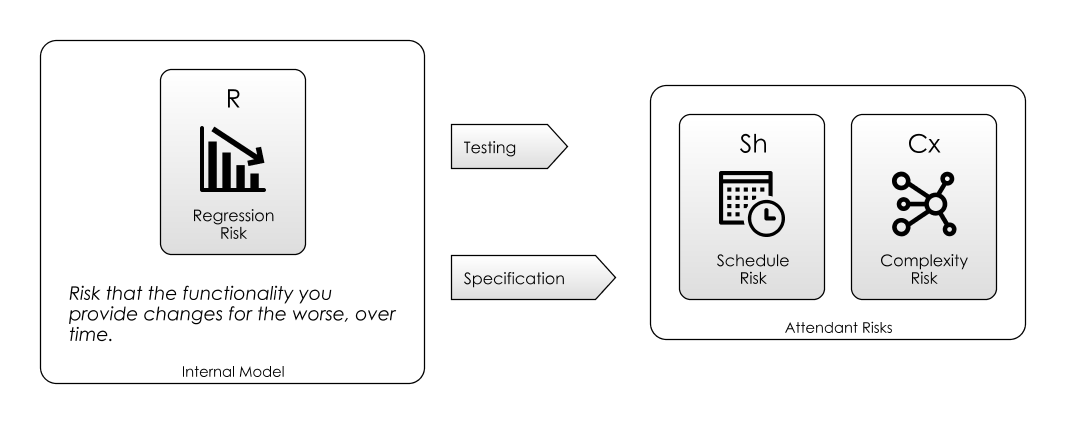 R
Regression
Risk
Risk that the functionality you
provide changes for the worse, over
time.
Internal Model
Testing
Specification
Sh
Schedule
Risk
Cx
Complexity
Risk
Attendant Risks